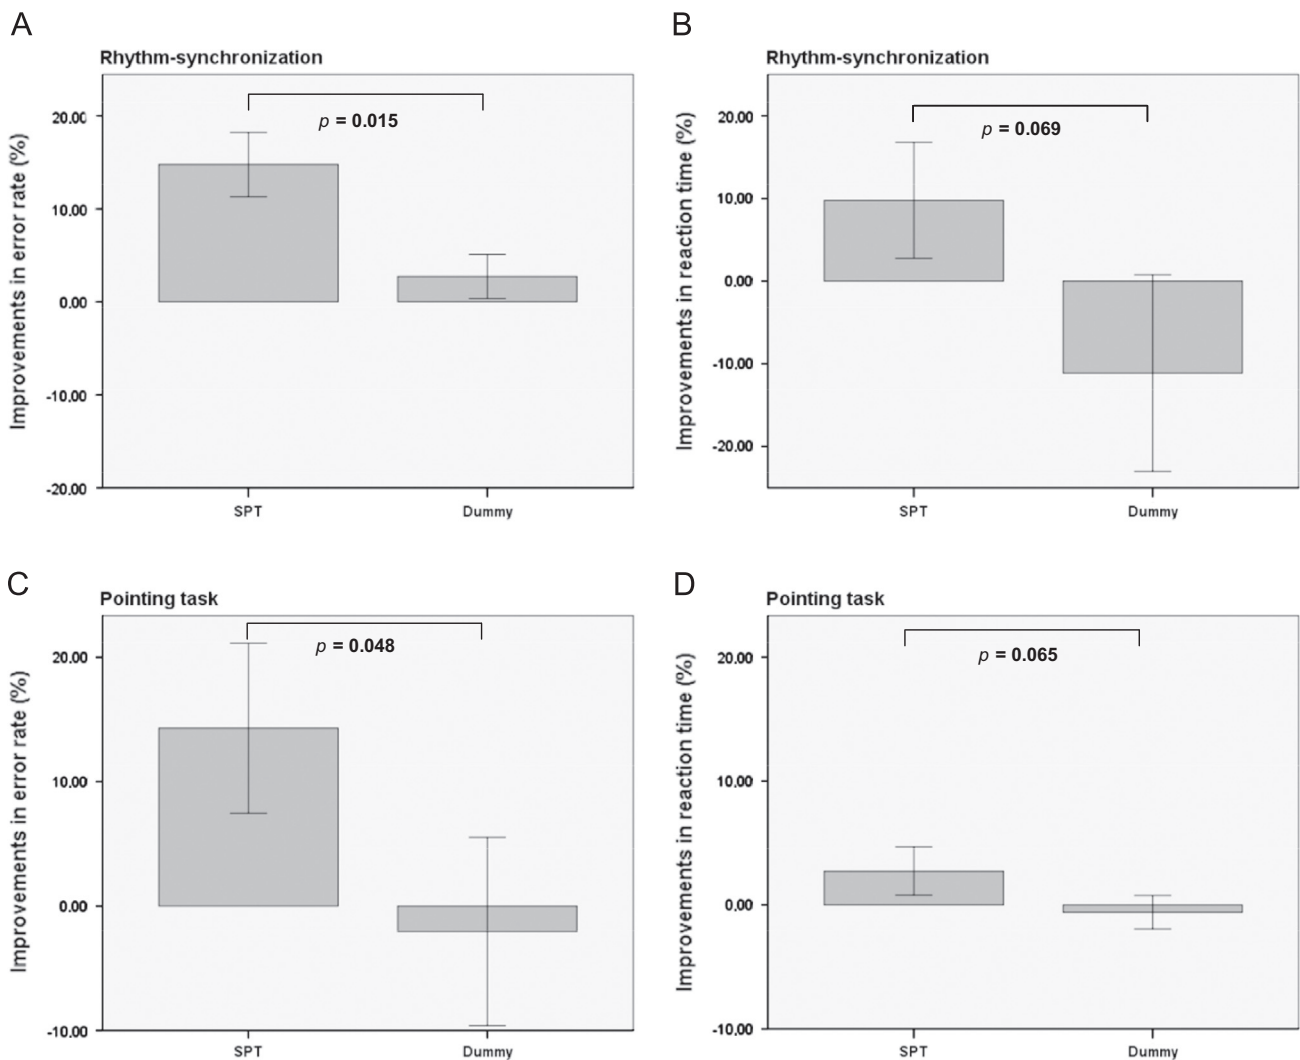 A
Rhythm-synchronization
Improvements in error rate (%)
20.00
10.00
0.00
-10.00
-20.00
p = 0.015
SPT
Dummy
B
Rhythm-synchronization
Improvements in reaction time (%)
20.00
10.00
0.00
-10.00
-20.00
p = 0.069
SPT
Dummy
C
Pointing task
Improvements in error rate (%)
20.00
10.00
0.00
-10.00
p = 0.048
SPT
Dummy
D
Pointing task
Improvements in reaction time (%)
20.00
10.00
0.00
-10.00
p = 0.065
SPT
Dummy